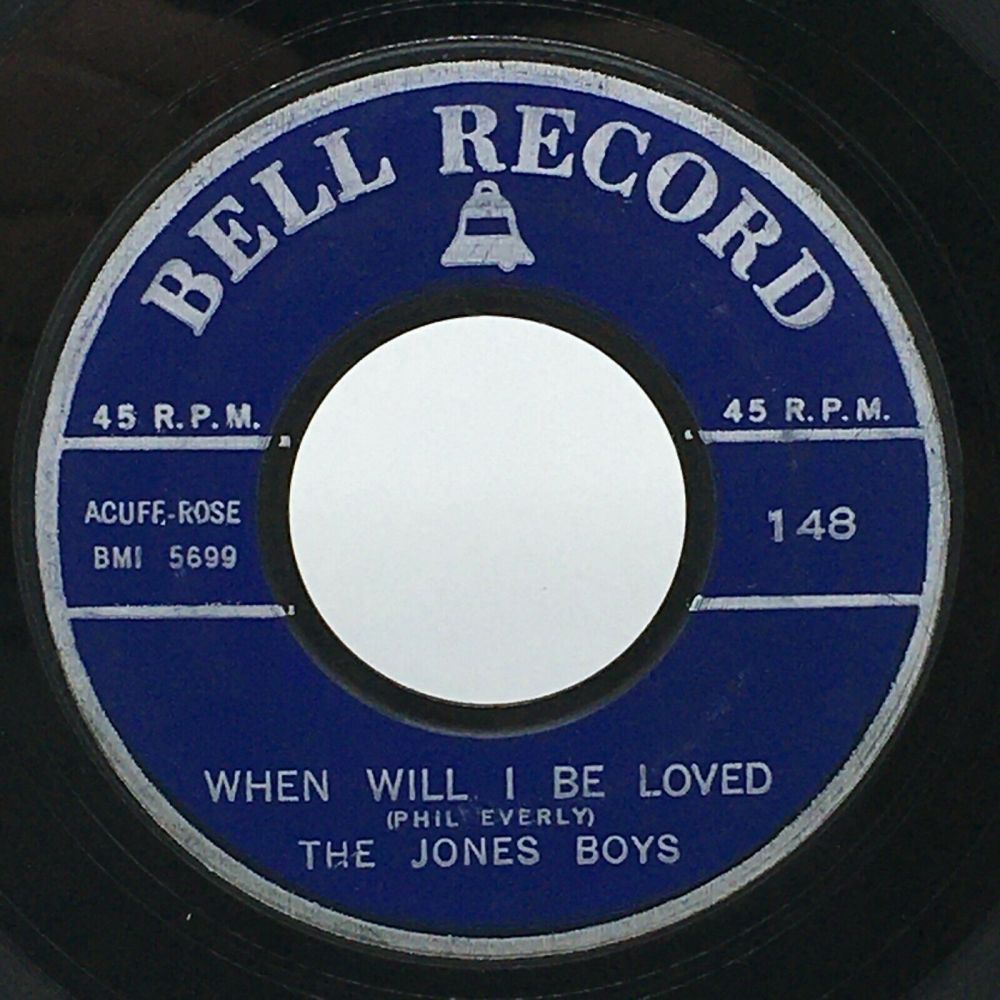 BELL RECORD
45 R.P.M.
45 R.P.M.
ACUFF-ROSE
BMI 5699
148
WHEN WILL I BE LOVED
(PHIL EVERLY)
THE JONES BOYS